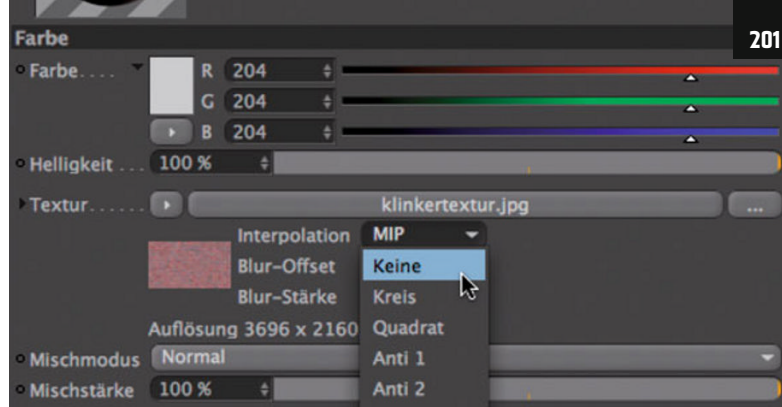 Farbe
201
Farbe.... R 204
G 204
B 204
Helligkeit ... 100 %
Textur...... klinkertextur.jpg ...
Interpolation MIP
Blur-Offset Keine
Blur-Stärke Kreis
Auflösung 3696 x 2160 Quadrat
Mischmodus Normal Anti 1
Mischstärke 100 % Anti 2